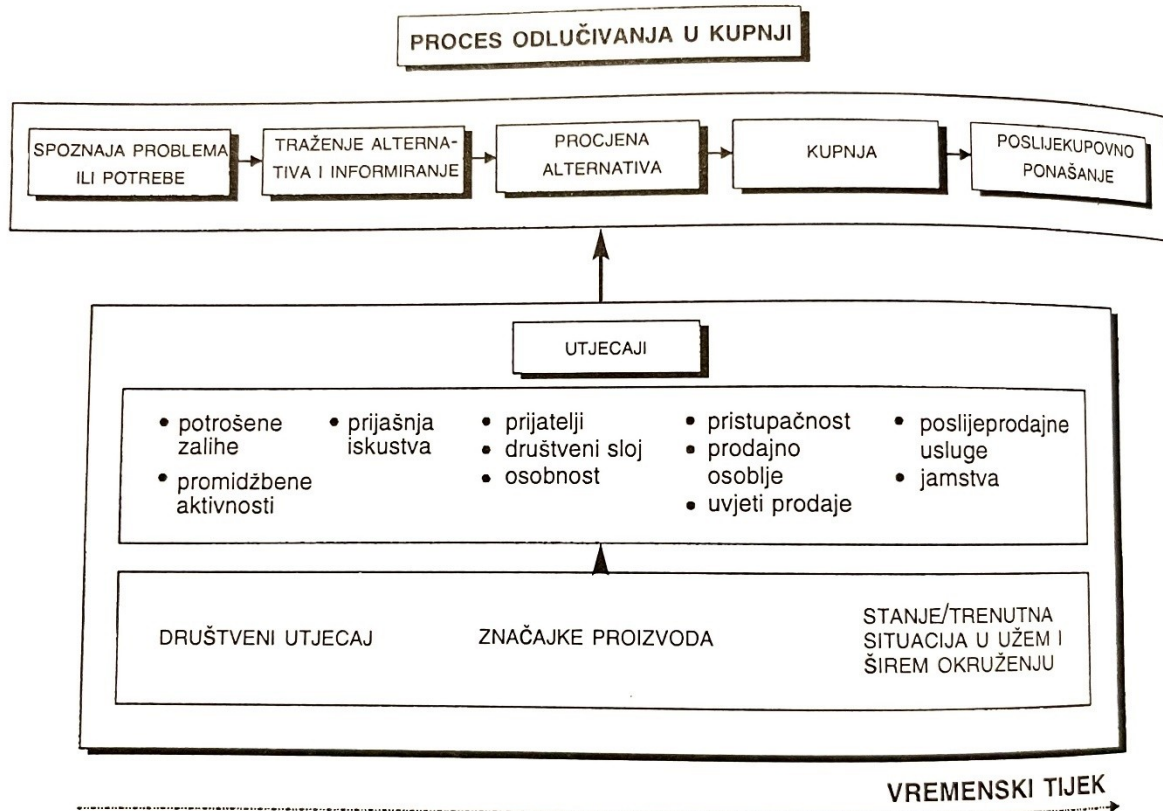 PROCES ODLUČIVANJA U KUPNJI
SPOZNAJA PROBLEMA
ILI POTREBE
TRAŽENJE ALTERNA-
TIVA I INFORMIRANJE
PROCJENA
ALTERNATIVA
KUPNJA
POSLIJEKUPOVNO
PONAŠANJE
UTJECAJI
• potrošene
zalihe
• promidžbene
aktivnosti
• prijašnja
iskustva
• prijatelji
• društveni sloj
• osobnost
• pristupačnost
• prodajno
osoblje
• uvjeti prodaje
• poslijeprodajne
usluge
• jamstva
DRUŠTVENI UTJECAJ
ZNAČAJKE PROIZVODA
STANJE/TRENUTNA
SITUACIJA U UŽEM I
ŠIREM OKRUŽENJU
VREMENSKI TIJEK